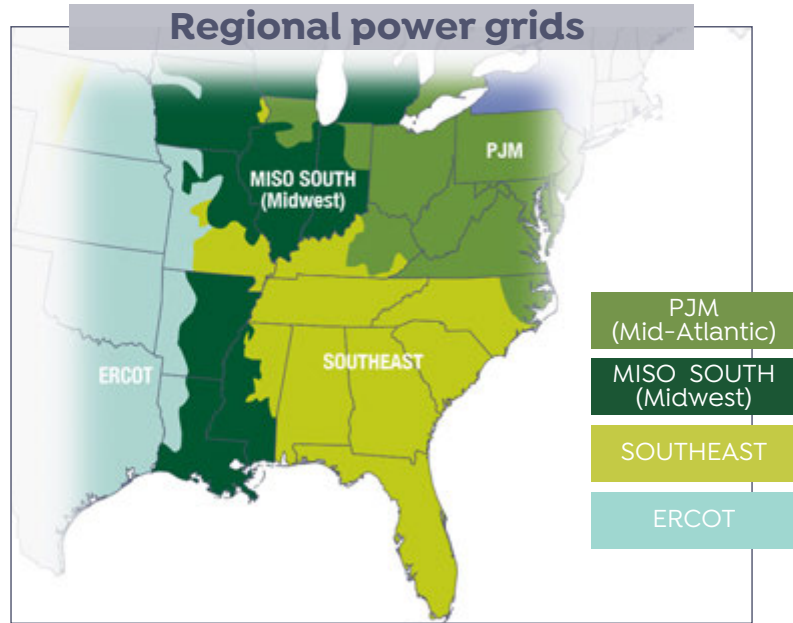 Regional power grids
PJM
MISO SOUTH
(Midwest)
SOUTHEAST
ERCOT
PJM
(Mid-Atlantic)
MISO SOUTH
(Midwest)
SOUTHEAST
ERCOT